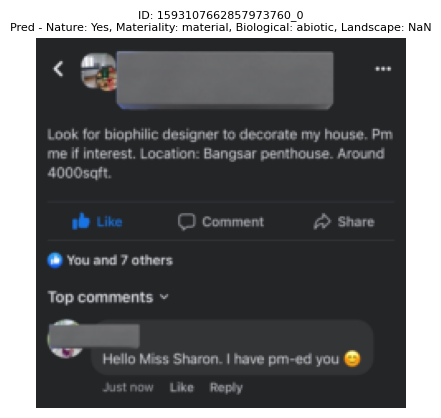 ID: 1593107662857973760_0
Pred - Nature: Yes, Materiality: material, Biological: abiotic, Landscape: NaN
Look for biophilic designer to decorate my house. Pm
me if interest. Location: Bangsar penthouse. Around
4000sqft.
Like Comment Share
You and 7 others
Top comments
Hello Miss Sharon. I have pm-ed you 😊
Just now Like Reply